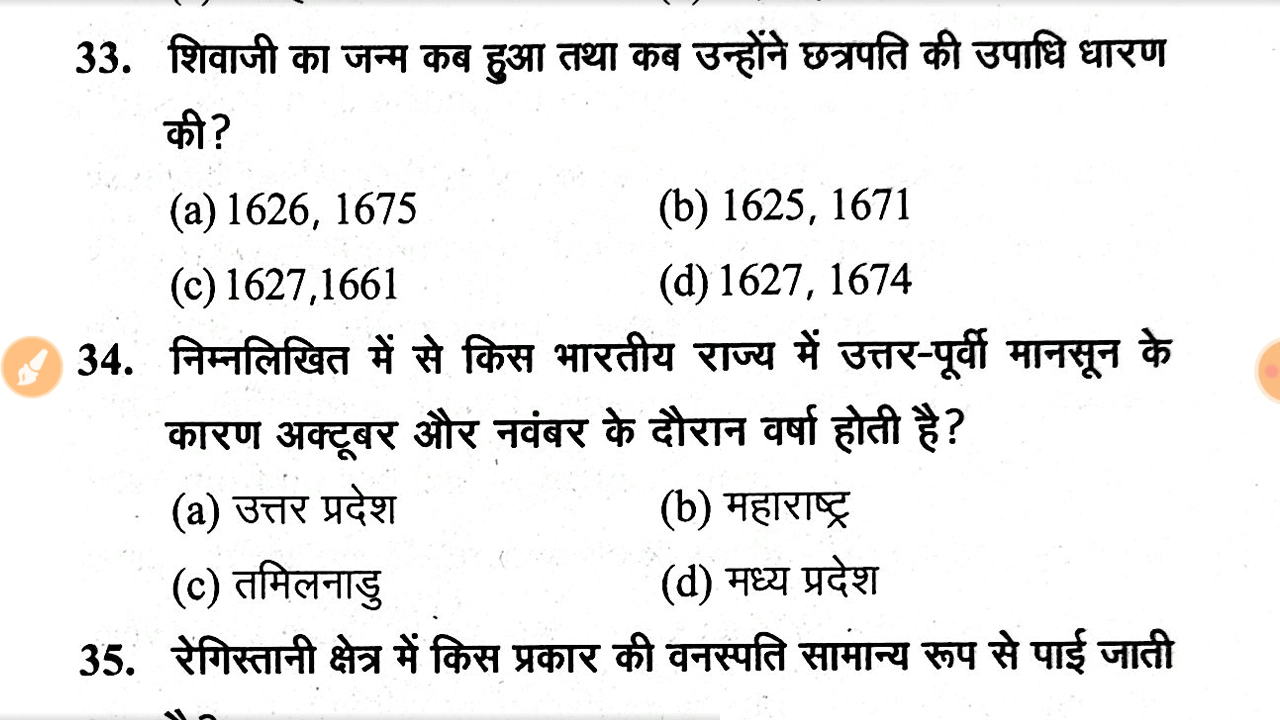 33. शिवाजी का जन्म कब हुआ तथा कब उन्होंने छत्रपति की उपाधि धारण
की?
(a) 1626, 1675 (b) 1625, 1671
(c) 1627,1661 (d) 1627, 1674
34. निम्नलिखित में से किस भारतीय राज्य में उत्तर-पूर्वी मानसून के
कारण अक्टूबर और नवंबर के दौरान वर्षा होती है?
(a) उत्तर प्रदेश (b) महाराष्ट्र
(c) तमिलनाडु (d) मध्य प्रदेश
35. रेगिस्तानी क्षेत्र में किस प्रकार की वनस्पति सामान्य रूप से पाई जाती